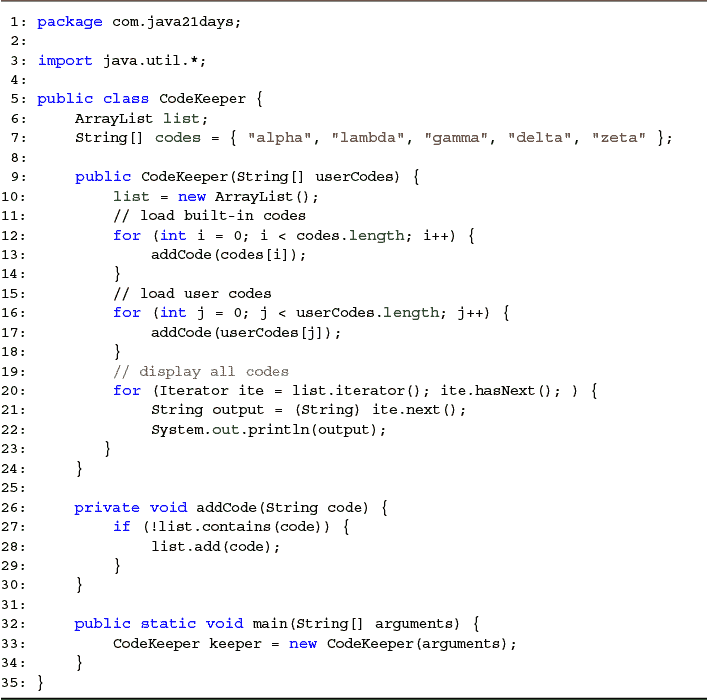 1: package com.java21days;
2:
3: import java.util.*;
4:
5: public class CodeKeeper {
6:     ArrayList list;
7:     String[] codes = { "alpha", "lambda", "gamma", "delta", "zeta" };
8:
9:     public CodeKeeper(String[] userCodes) {
10:         list = new ArrayList();
11:         // load built-in codes
12:         for (int i = 0; i < codes.length; i++) {
13:             addCode(codes[i]);
14:         }
15:         // load user codes
16:         for (int j = 0; j < userCodes.length; j++) {
17:             addCode(userCodes[j]);
18:         }
19:         // display all codes
20:         for (Iterator ite = list.iterator(); ite.hasNext(); ) {
21:             String output = (String) ite.next();
22:             System.out.println(output);
23:        }
24:     }
25:
26:     private void addCode(String code) {
27:         if (!list.contains(code)) {
28:             list.add(code);
29:         }
30:     }
31:
32:     public static void main(String[] arguments) {
33:         CodeKeeper keeper = new CodeKeeper(arguments);
34:     }
35: }